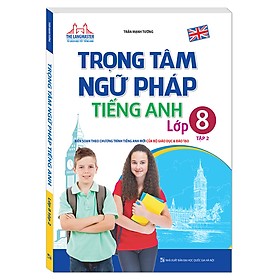 TRẦN MẠNH TƯỜNG
THE LANGMASTER
TRỌNG TÂM
NGỮ PHÁP
TIẾNG ANH
Lớp 8
TẬP 2
BIÊN SOẠN THEO CHƯƠNG TRÌNH TIẾNG ANH MỚI CỦA BỘ GIÁO DỤC & ĐÀO TẠO
NHÀ XUẤT BẢN ĐẠI HỌC QUỐC GIA HÀ NỘI
TRỌNG TÂM NGỮ PHÁP TIẾNG ANH
Lớp 8 tập 2